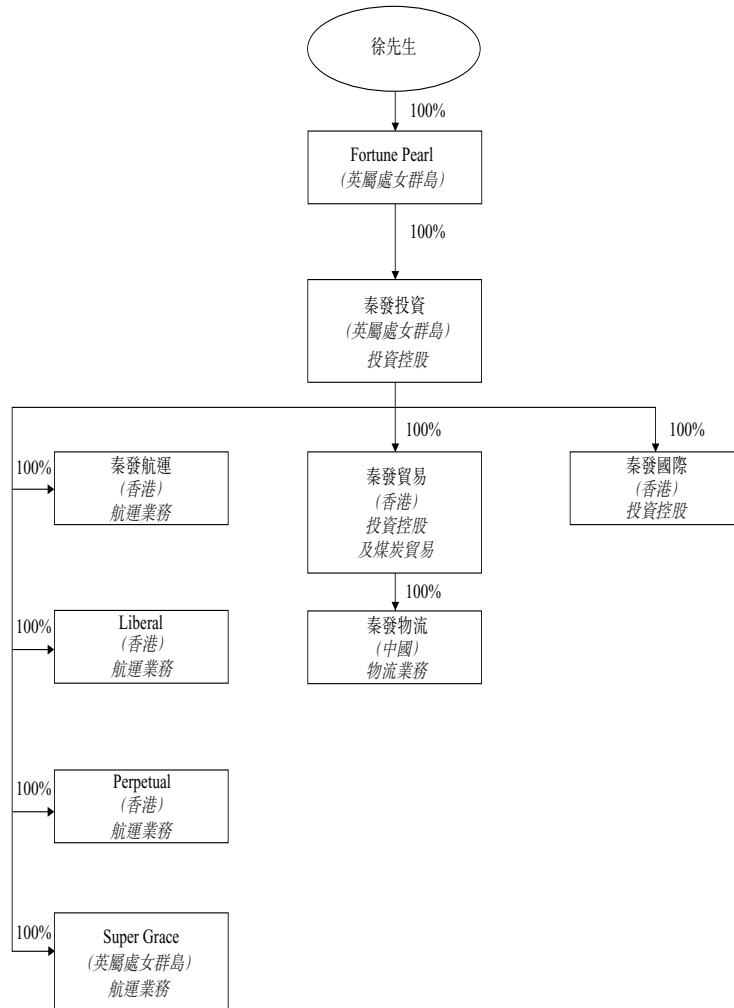 徐先生
100%
Fortune Pearl
(英屬處女群島)
100%
秦發投資
(英屬處女群島)
投資控股
100%
秦發航運
(香港)
航運業務
100%
秦發貿易
(香港)
投資控股
及煤炭貿易
100%
秦發國際
(香港)
投資控股
100%
Liberal
(香港)
航運業務
100%
秦發物流
(中國)
物流業務
100%
Perpetual
(香港)
航運業務
100%
Super Grace
(英屬處女群島)
航運業務